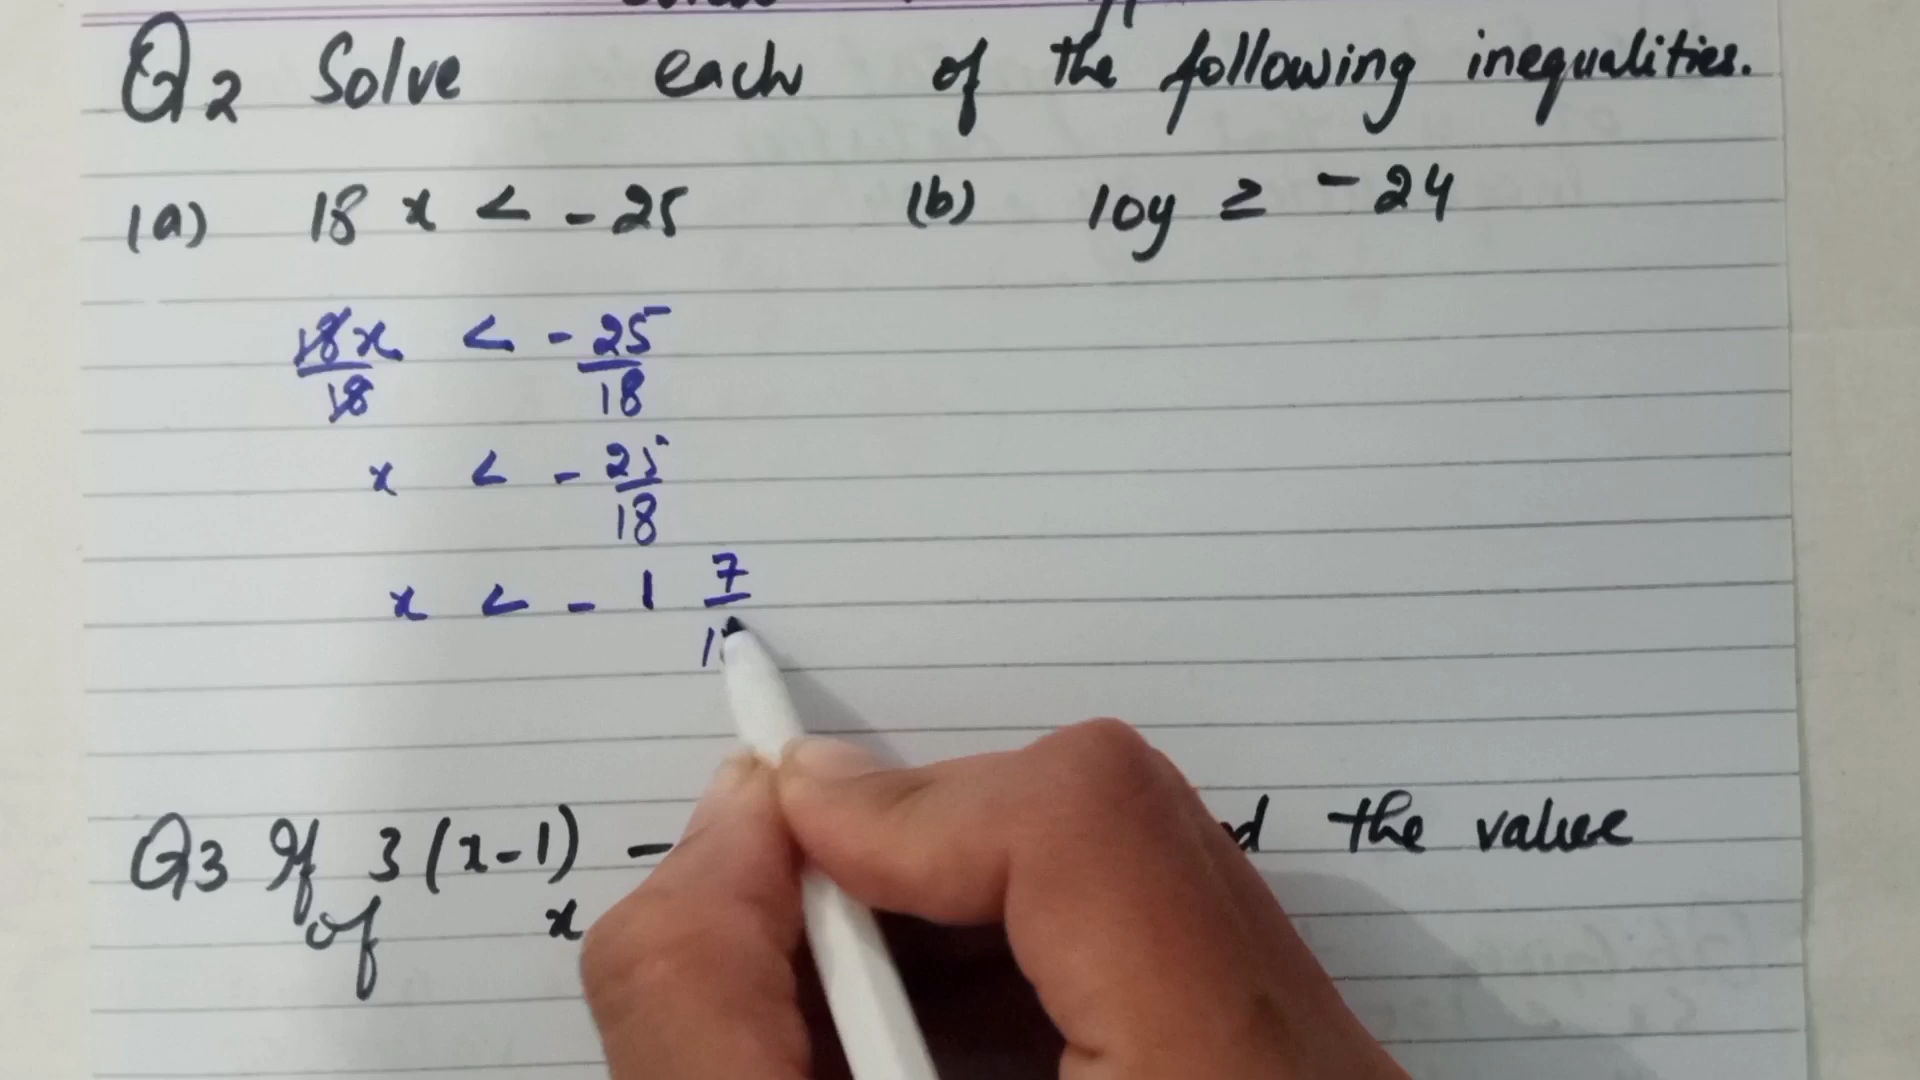 Q2 Solve each of the following inequalities.
(a) 18x < -25 (b) 10y ≥ -24
18x/18 < -25/18
x < -25/18
x < -1 7/
Q3 If 3(x-1) - the value
of x